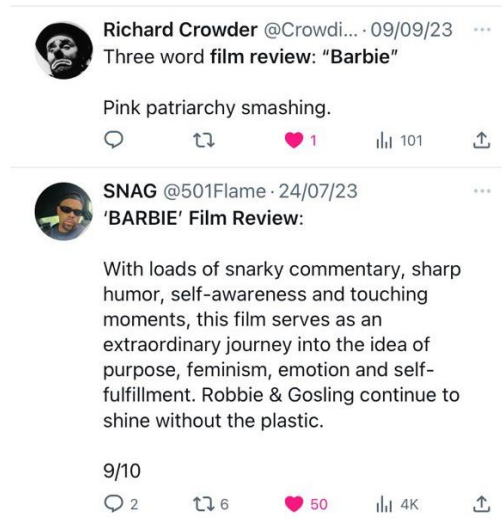 Richard Crowder @Crowdi... · 09/09/23
Three word film review: “Barbie”
Pink patriarchy smashing.
1 101
SNAG @501Flame · 24/07/23
‘BARBIE’ Film Review:
With loads of snarky commentary, sharp
humor, self-awareness and touching
moments, this film serves as an
extraordinary journey into the idea of
purpose, feminism, emotion and self-
fulfillment. Robbie & Gosling continue to
shine without the plastic.
9/10
2 6 50 4K